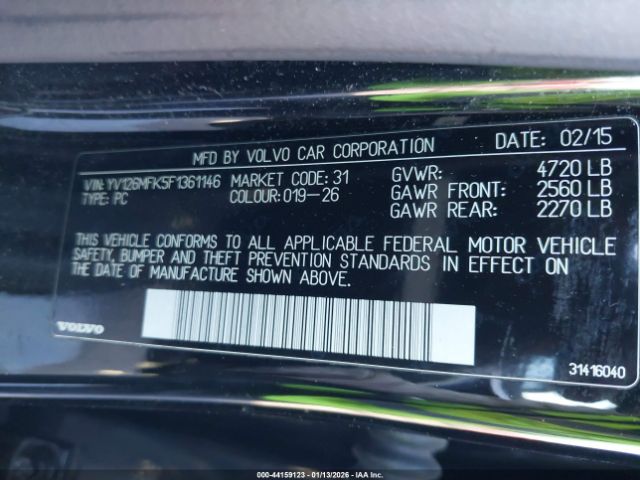 MFD BY VOLVO CAR CORPORATION DATE: 02/15
VIN: YV126MFK5F1361146 MARKET CODE: 31 GVWR: 4720 LB
TYPE: PC COLOUR: 019-26 GAWR FRONT: 2560 LB
GAWR REAR: 2270 LB
THIS VEHICLE CONFORMS TO ALL APPLICABLE FEDERAL MOTOR VEHICLE
SAFETY, BUMPER AND THEFT PREVENTION STANDARDS IN EFFECT ON
THE DATE OF MANUFACTURE SHOWN ABOVE.
VOLVO
31416040
000-44159123 | 01/13/2026 | IAA Inc.